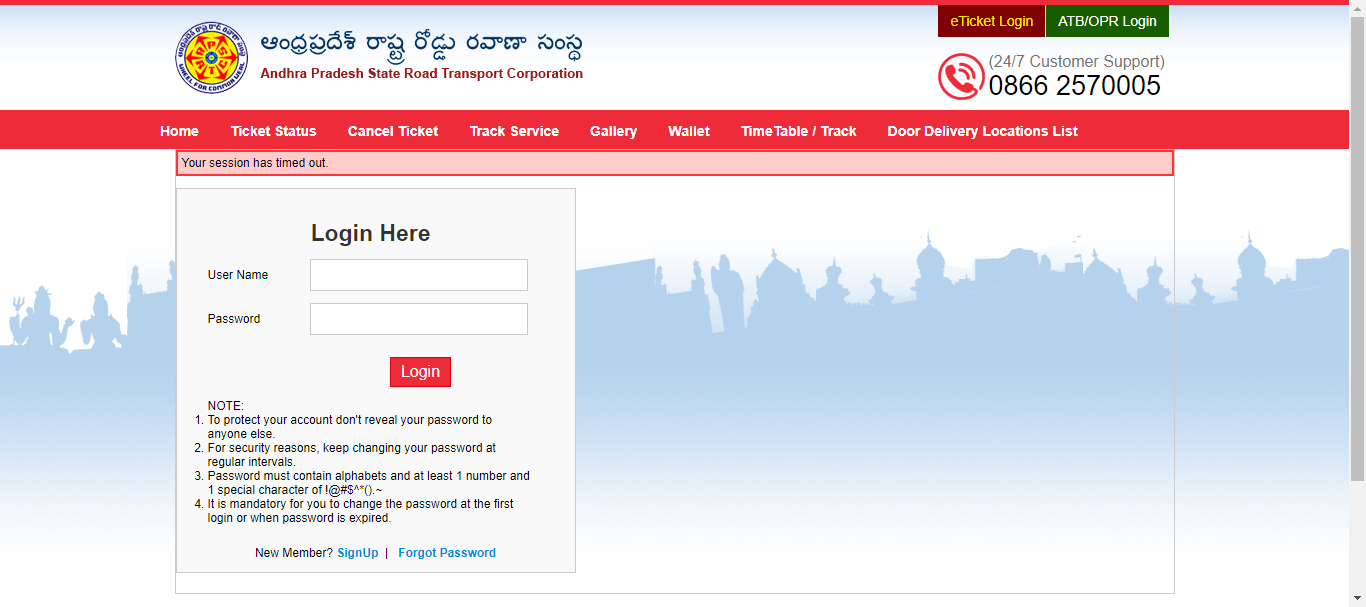 eTicket Login
ATB/OPR Login
ఆంధ్రప్రదేశ్ రాష్ట్ర రోడ్డు రవాణా సంస్థ
Andhra Pradesh State Road Transport Corporation
(24/7 Customer Support)
0866 2570005
Home Ticket Status Cancel Ticket Track Service Gallery Wallet TimeTable / Track Door Delivery Locations List
Your session has timed out.
Login Here
User Name
Password
Login
NOTE:
1. To protect your account don't reveal your password to
anyone else.
2. For security reasons, keep changing your password at
regular intervals.
3. Password must contain alphabets and at least 1 number and
1 special character of !@#$^*().~
4. It is mandatory for you to change the password at the first
login or when password is expired.
New Member? SignUp | Forgot Password